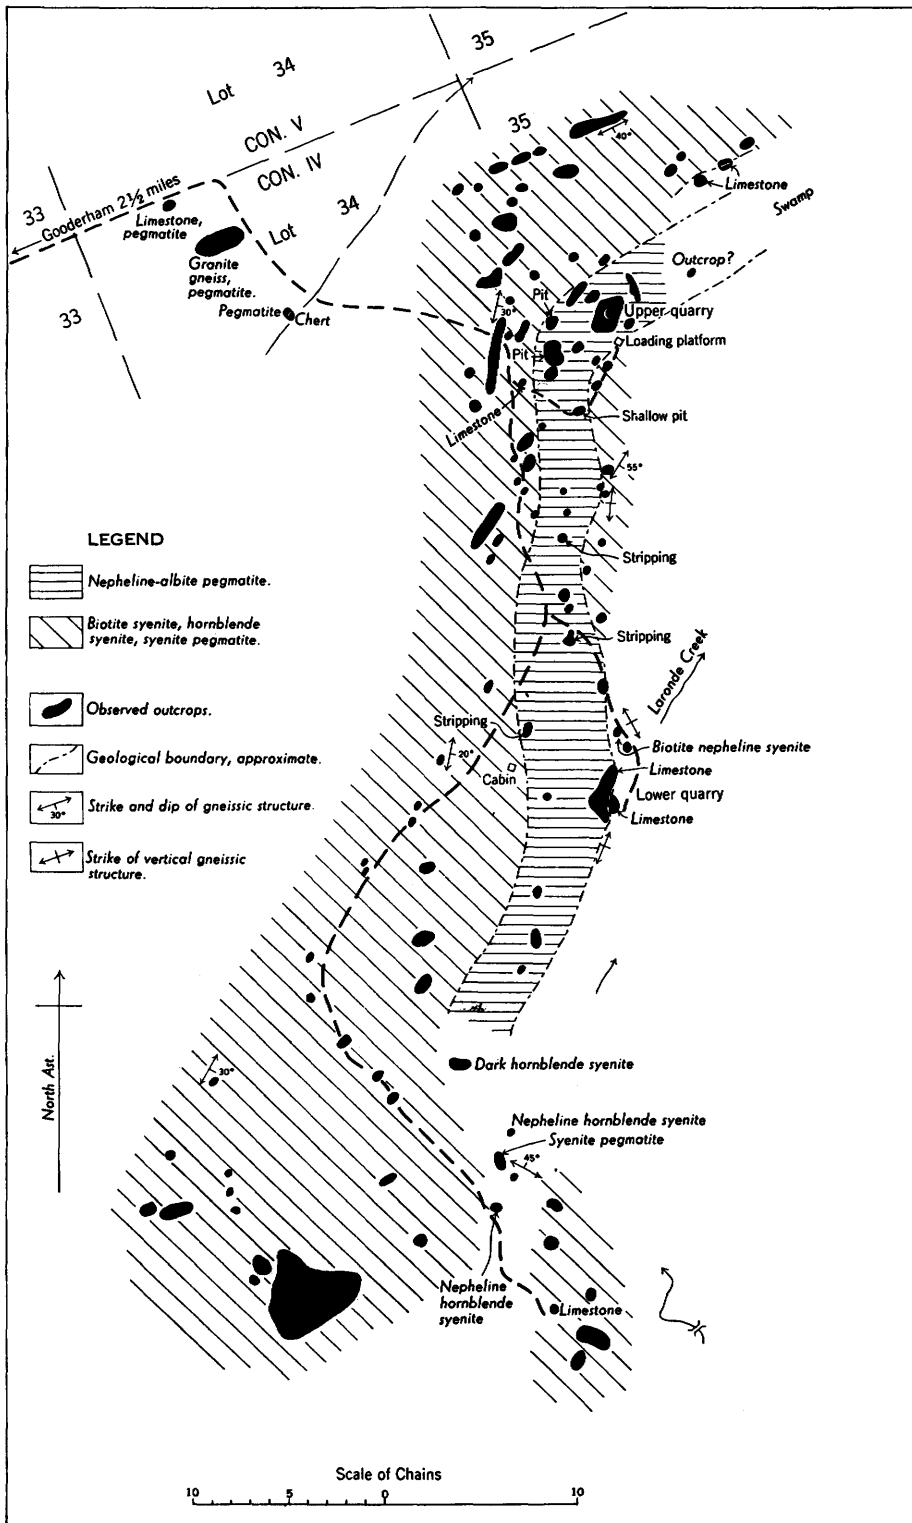 35
Lot 34
CON. V
35
CON. IV
40°
Gooderham 2½ miles
33
Limestone,
pegmatite
Lot 34
Limestone
Swamp
Granite
gneiss,
pegmatite.
Outcrop?
33
Pegmatite
Chert
Pit
30°
Upper quarry
Loading platform
Pit
Limestone
Shallow pit
55°
LEGEND
Stripping
Nepheline-albite pegmatite.
Biotite syenite, hornblende
syenite, syenite pegmatite.
Stripping
Laronde Creek
Observed outcrops.
Stripping
Biotite nepheline syenite
Geological boundary, approximate.
20°
Cabin
Limestone
Lower quarry
Strike and dip of gneissic structure.
30°
Limestone
Strike of vertical gneissic
structure.
North Ast.
Dark hornblende syenite
30°
Nepheline hornblende syenite
Syenite pegmatite
45°
Nepheline
hornblende
syenite
Limestone
Scale of Chains
10 5 0 10